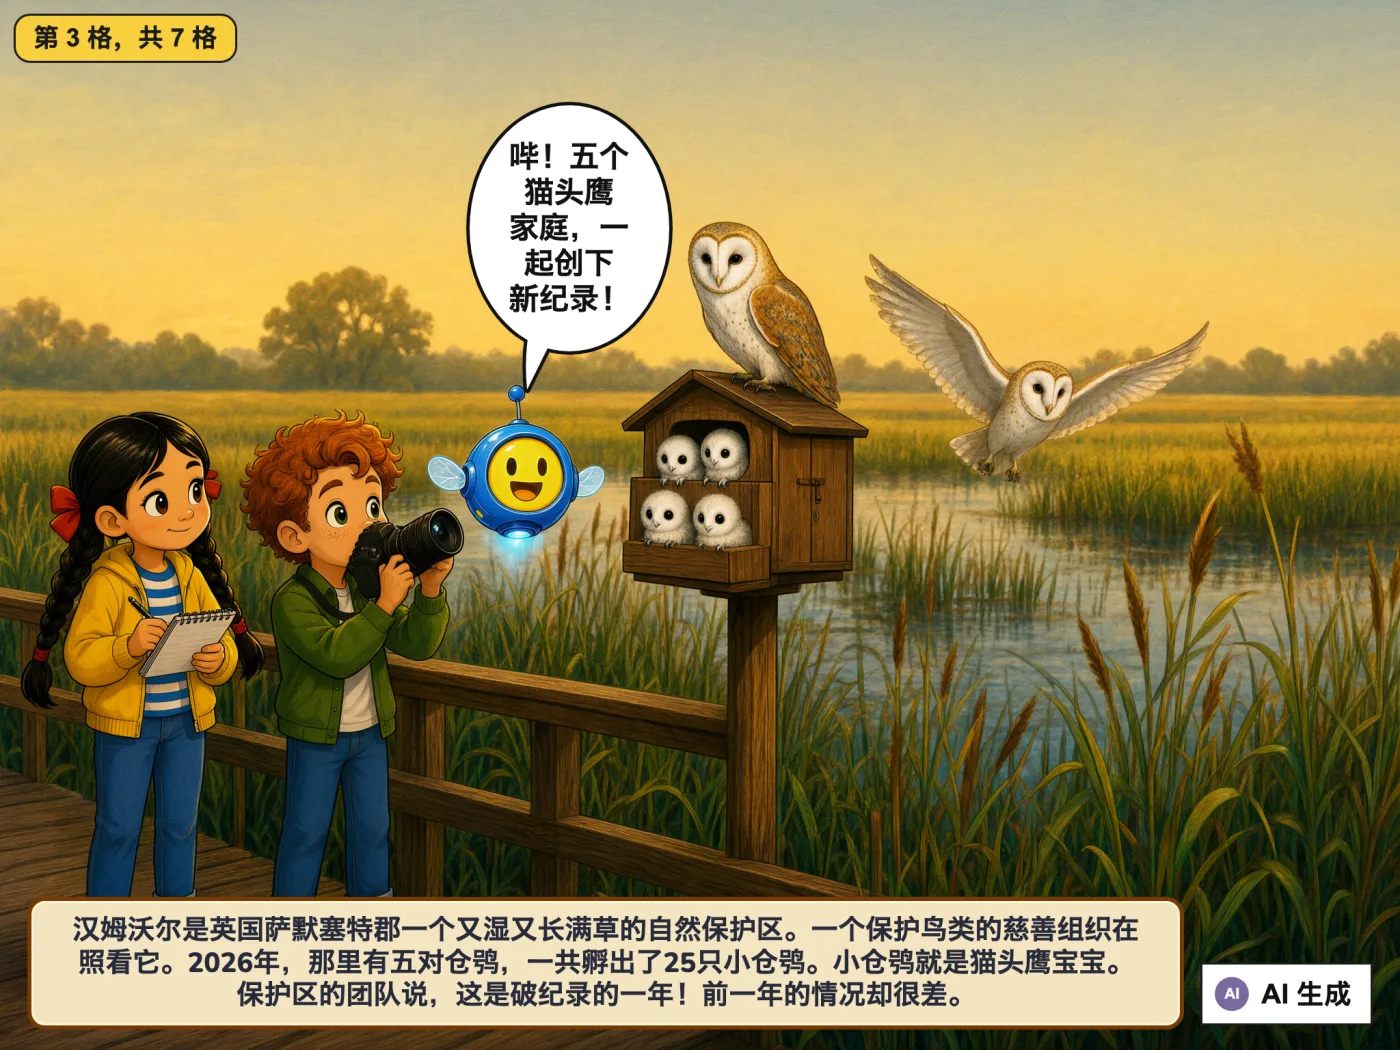 第 3 格，共 7 格
哔！五个
猫头鹰
家庭，一
起创下
新纪录！
汉姆沃尔是英国萨默塞特郡一个又湿又长满草的自然保护区。一个保护鸟类的慈善组织在
照看它。2026年，那里有五对仓鸮，一共孵出了25只小仓鸮。小仓鸮就是猫头鹰宝宝。
保护区的团队说，这是破纪录的一年！前一年的情况却很差。
AI AI 生成